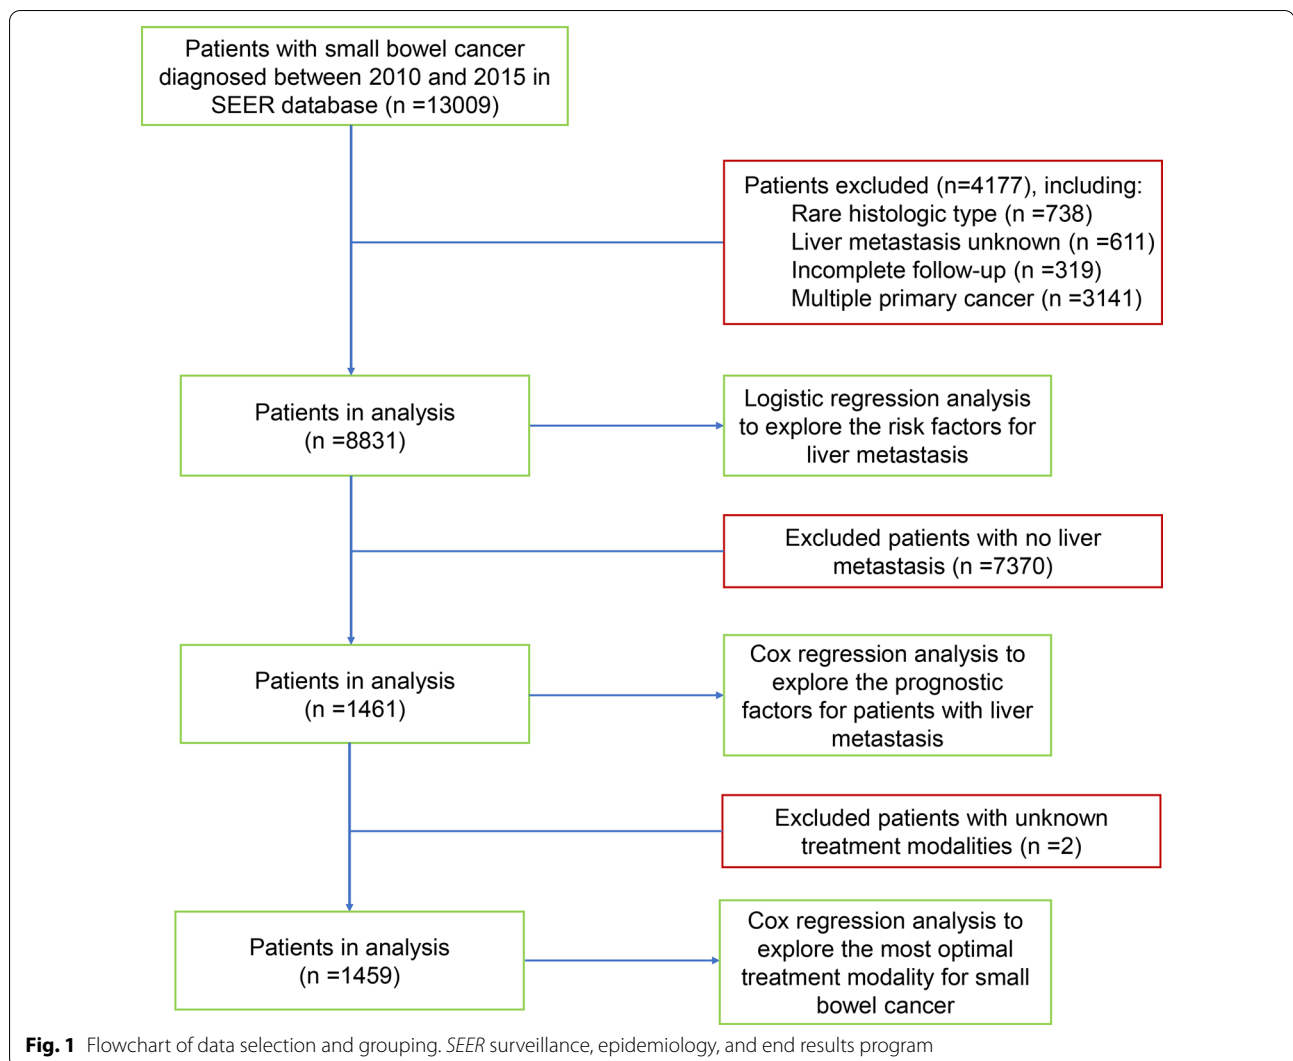 Patients with small bowel cancer
diagnosed between 2010 and 2015 in
SEER database (n =13009)
Patients excluded (n=4177), including:
Rare histologic type (n =738)
Liver metastasis unknown (n =611)
Incomplete follow-up (n =319)
Multiple primary cancer (n =3141)
Patients in analysis
(n =8831)
Logistic regression analysis
to explore the risk factors for
liver metastasis
Excluded patients with no liver
metastasis (n =7370)
Patients in analysis
(n =1461)
Cox regression analysis to
explore the prognostic
factors for patients with liver
metastasis
Excluded patients with unknown
treatment modalities (n =2)
Patients in analysis
(n =1459)
Cox regression analysis to
explore the most optimal
treatment modality for small
bowel cancer
Fig. 1 Flowchart of data selection and grouping. SEER surveillance, epidemiology, and end results program